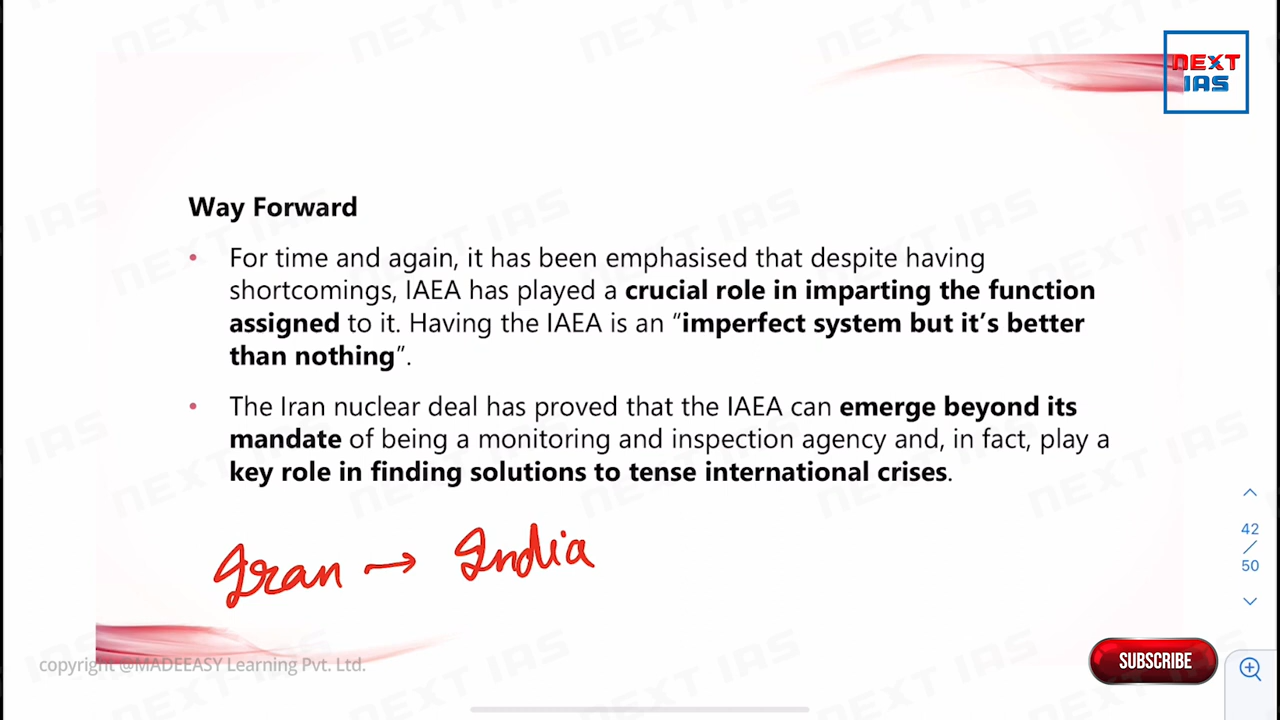 NEXT
IAS
Way Forward
• For time and again, it has been emphasised that despite having
shortcomings, IAEA has played a crucial role in imparting the function
assigned to it. Having the IAEA is an “imperfect system but it’s better
than nothing”.
• The Iran nuclear deal has proved that the IAEA can emerge beyond its
mandate of being a monitoring and inspection agency and, in fact, play a
key role in finding solutions to tense international crises.
Iran → India
42
/
50
copyright @MADEEASY Learning Pvt. Ltd.
SUBSCRIBE